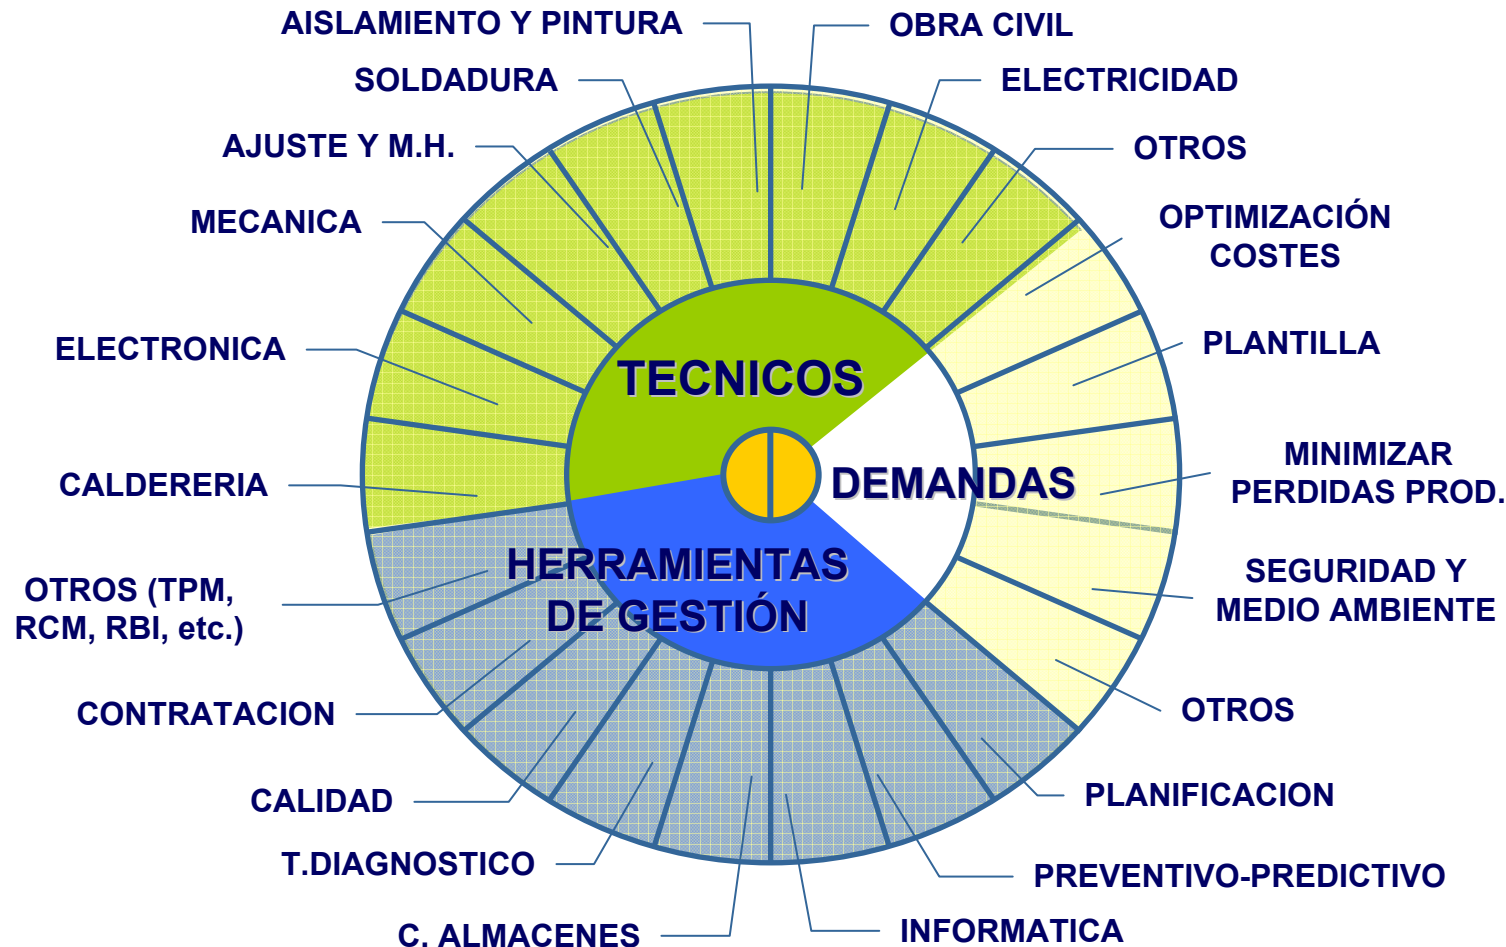 AISLAMIENTO Y PINTURA
OBRA CIVIL
SOLDADURA
ELECTRICIDAD
AJUSTE Y M.H.
OTROS
MECANICA
OPTIMIZACIÓN
COSTES
ELECTRONICA
PLANTILLA
TECNICOS
CALDERERIA
DEMANDAS
MINIMIZAR
PERDIDAS PROD.
HERRAMIENTAS
DE GESTIÓN
OTROS (TPM,
RCM, RBI, etc.)
SEGURIDAD Y
MEDIO AMBIENTE
CONTRATACION
OTROS
CALIDAD
PLANIFICACION
T.DIAGNOSTICO
PREVENTIVO-PREDICTIVO
C. ALMACENES
INFORMATICA